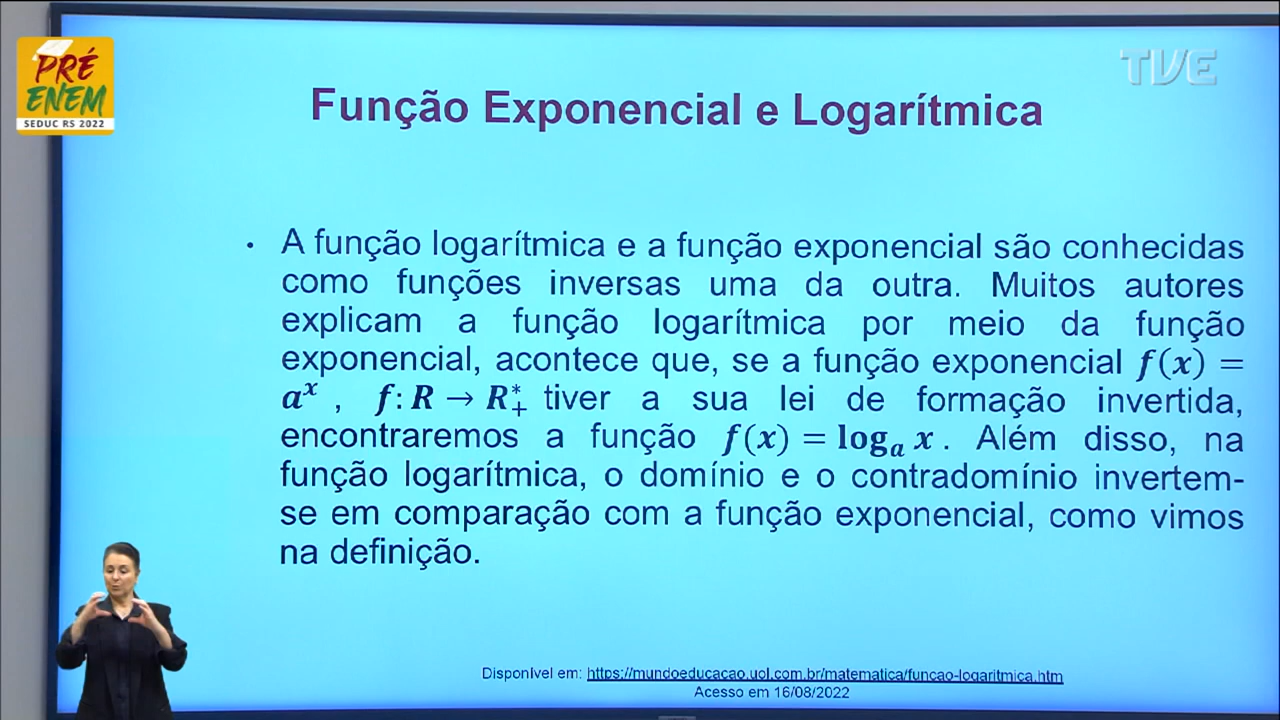 PRÉ
ENEM
SEDUC RS 2022
TVE
Função Exponencial e Logarítmica
• A função logarítmica e a função exponencial são conhecidas
como funções inversas uma da outra. Muitos autores
explicam a função logarítmica por meio da função
exponencial, acontece que, se a função exponencial f(x) =
aˣ , f: R → R₊* tiver a sua lei de formação invertida,
encontraremos a função f(x) = logₐ x . Além disso, na
função logarítmica, o domínio e o contradomínio invertem-
se em comparação com a função exponencial, como vimos
na definição.
Disponível em: https://mundoeducacao.uol.com.br/matematica/funcao-logaritmica.htm
Acesso em 16/08/2022